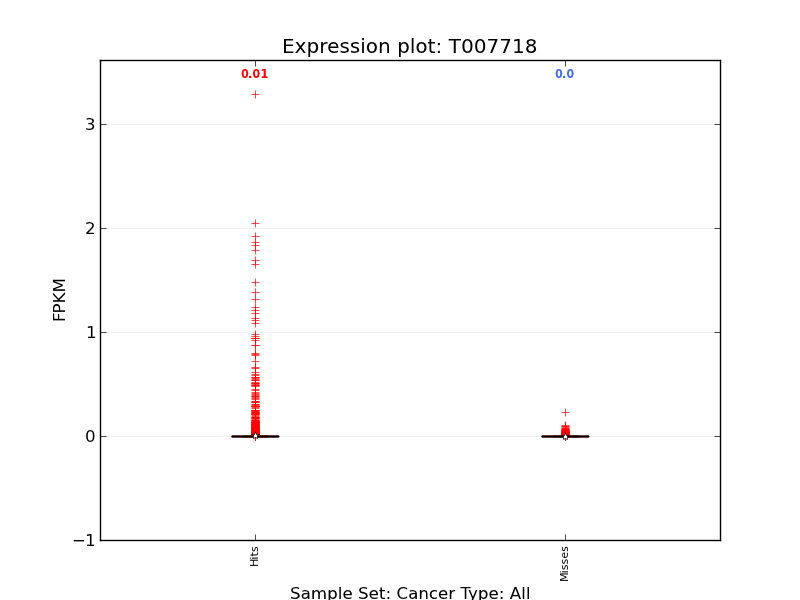 Expression plot: T007718
0.01
0.0
3
2
1
0
−1
FPKM
Hits
Misses
Sample Set: Cancer Type: All